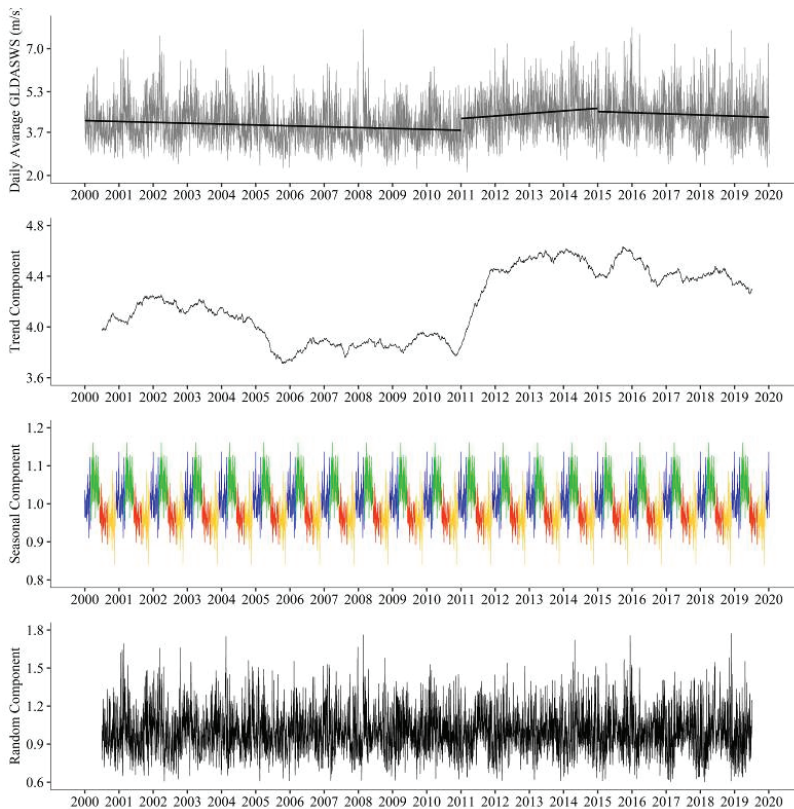 Daily Avarage GLDASWS (m/s)
7.0
5.3
3.7
2.0
2000 2001 2002 2003 2004 2005 2006 2007 2008 2009 2010 2011 2012 2013 2014 2015 2016 2017 2018 2019 2020
Trend Component
4.8
4.4
4.0
3.6
2000 2001 2002 2003 2004 2005 2006 2007 2008 2009 2010 2011 2012 2013 2014 2015 2016 2017 2018 2019 2020
Seasonal Component
1.2
1.1
1.0
0.9
0.8
2000 2001 2002 2003 2004 2005 2006 2007 2008 2009 2010 2011 2012 2013 2014 2015 2016 2017 2018 2019 2020
Random Component
1.8
1.5
1.2
0.9
0.6
2000 2001 2002 2003 2004 2005 2006 2007 2008 2009 2010 2011 2012 2013 2014 2015 2016 2017 2018 2019 2020